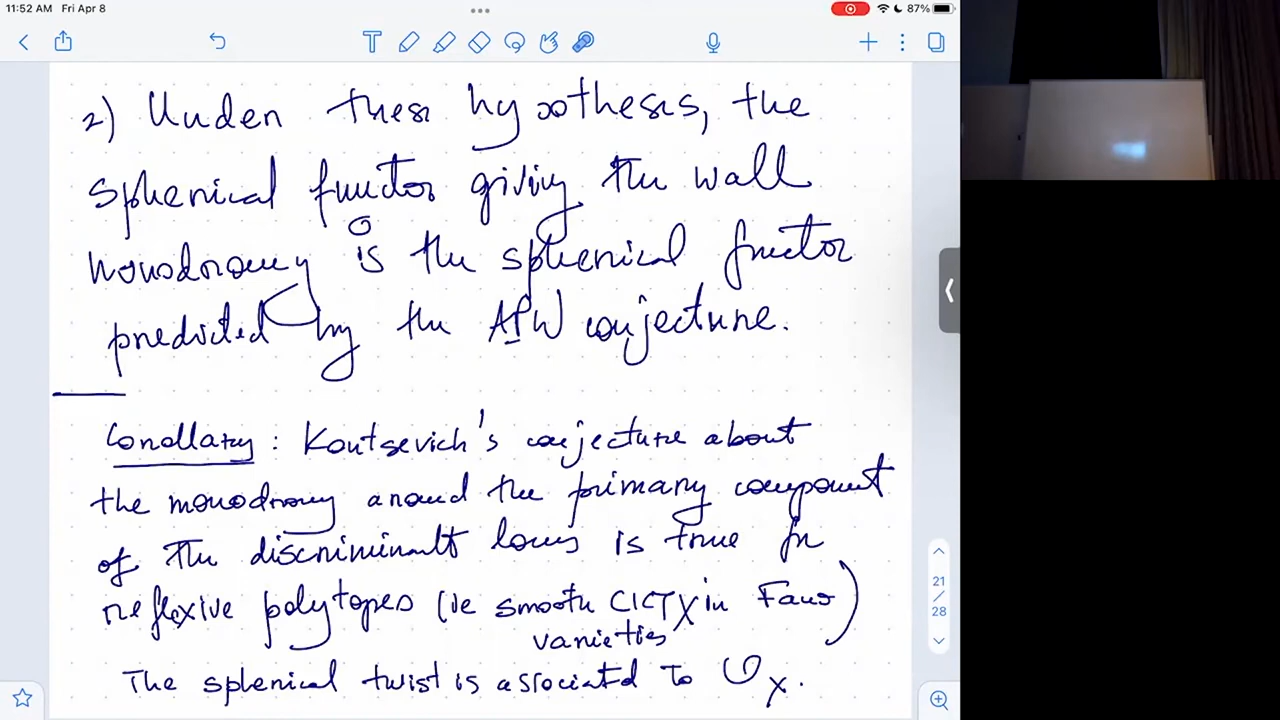 11:52 AM Fri Apr 8
87%
T
2) Under these hypothesis, the
spherical functor giving the wall
monodromy is the spherical functor
predicted by the APW conjecture.
Corollary : Kontsevich's conjecture about
the monodromy around the primary component
of the discriminant locus is true for
reflexive polytopes (ie smooth CICY X in Fano)
varieties
The spherical twist is associated to O_X.
21
/
28